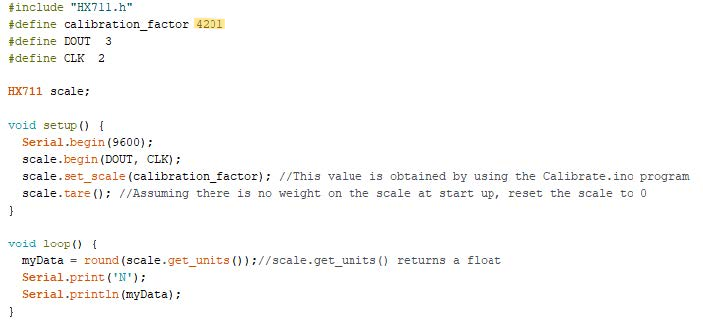 #include "HX711.h"
#define calibration_factor 4201
#define DOUT  3
#define CLK  2

HX711 scale;

void setup() {
  Serial.begin(9600);
  scale.begin(DOUT, CLK);
  scale.set_scale(calibration_factor); //This value is obtained by using the Calibrate.ino program
  scale.tare(); //Assuming there is no weight on the scale at start up, reset the scale to 0
}

void loop() {
  myData = round(scale.get_units());//scale.get_units() returns a float
  Serial.print('N');
  Serial.println(myData);
}